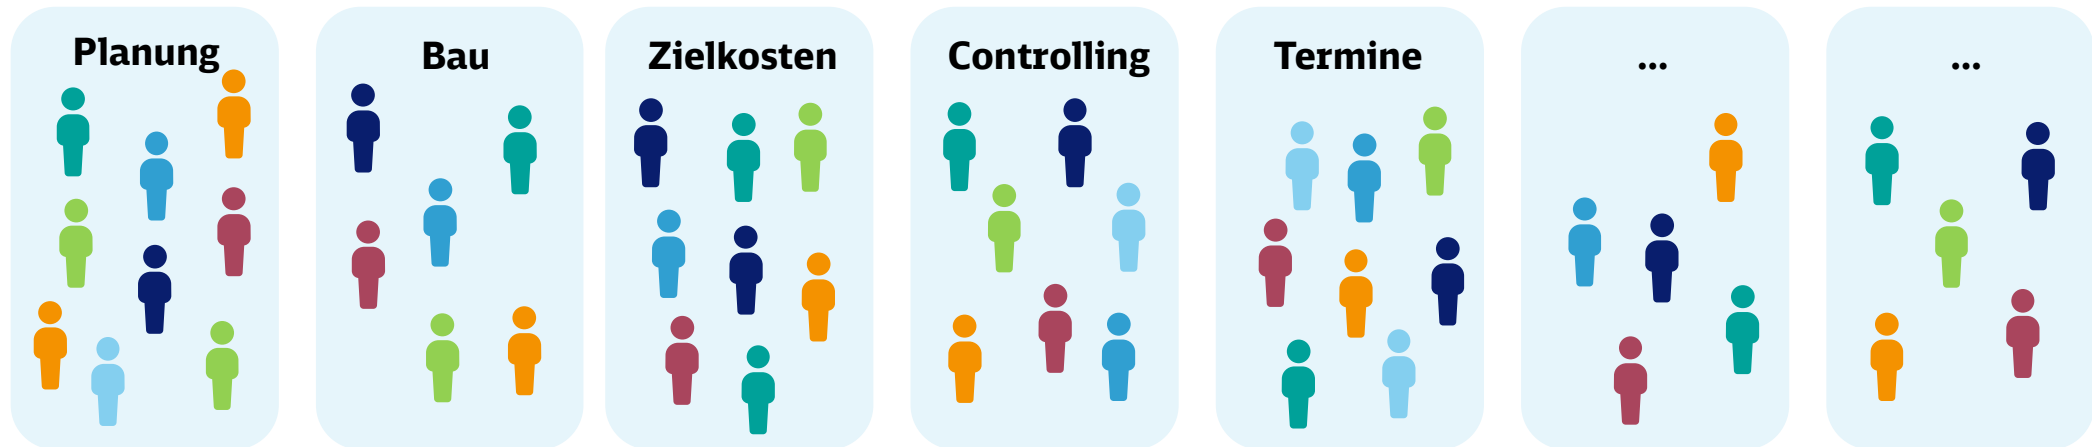 Planung
Bau
Zielkosten
Controlling
Termine
...
...